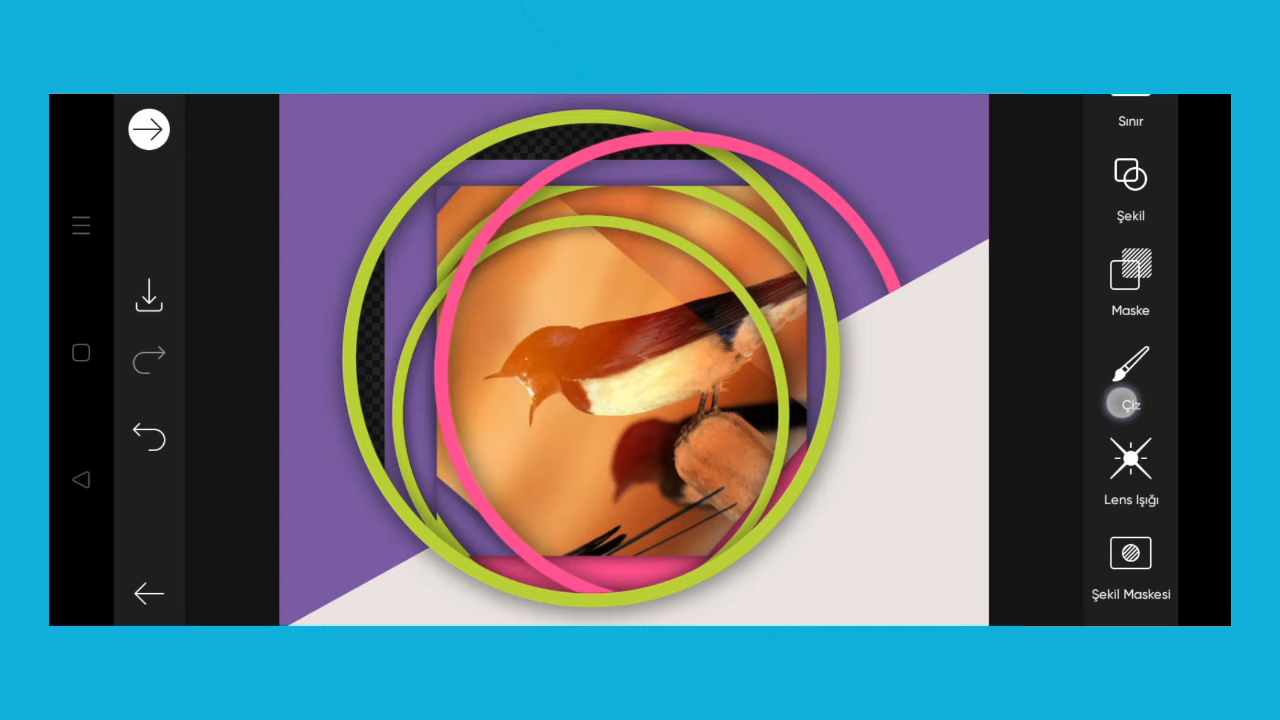 Sınır
Şekil
Maske
Çiz
Lens Işığı
Şekil Maskesi